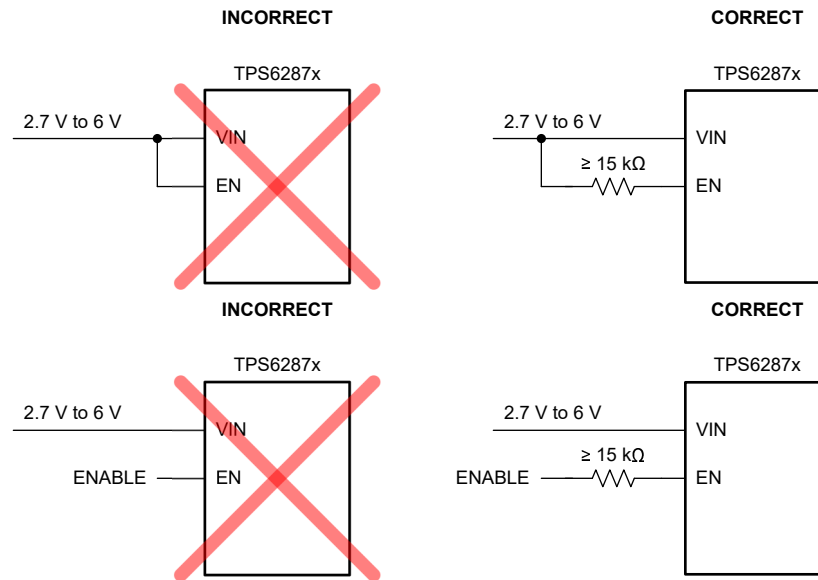 INCORRECT
TPS6287x
2.7 V to 6 V
VIN
EN
CORRECT
TPS6287x
2.7 V to 6 V
VIN
≥ 15 kΩ
EN
INCORRECT
TPS6287x
2.7 V to 6 V
VIN
ENABLE
EN
CORRECT
TPS6287x
2.7 V to 6 V
VIN
≥ 15 kΩ
ENABLE
EN